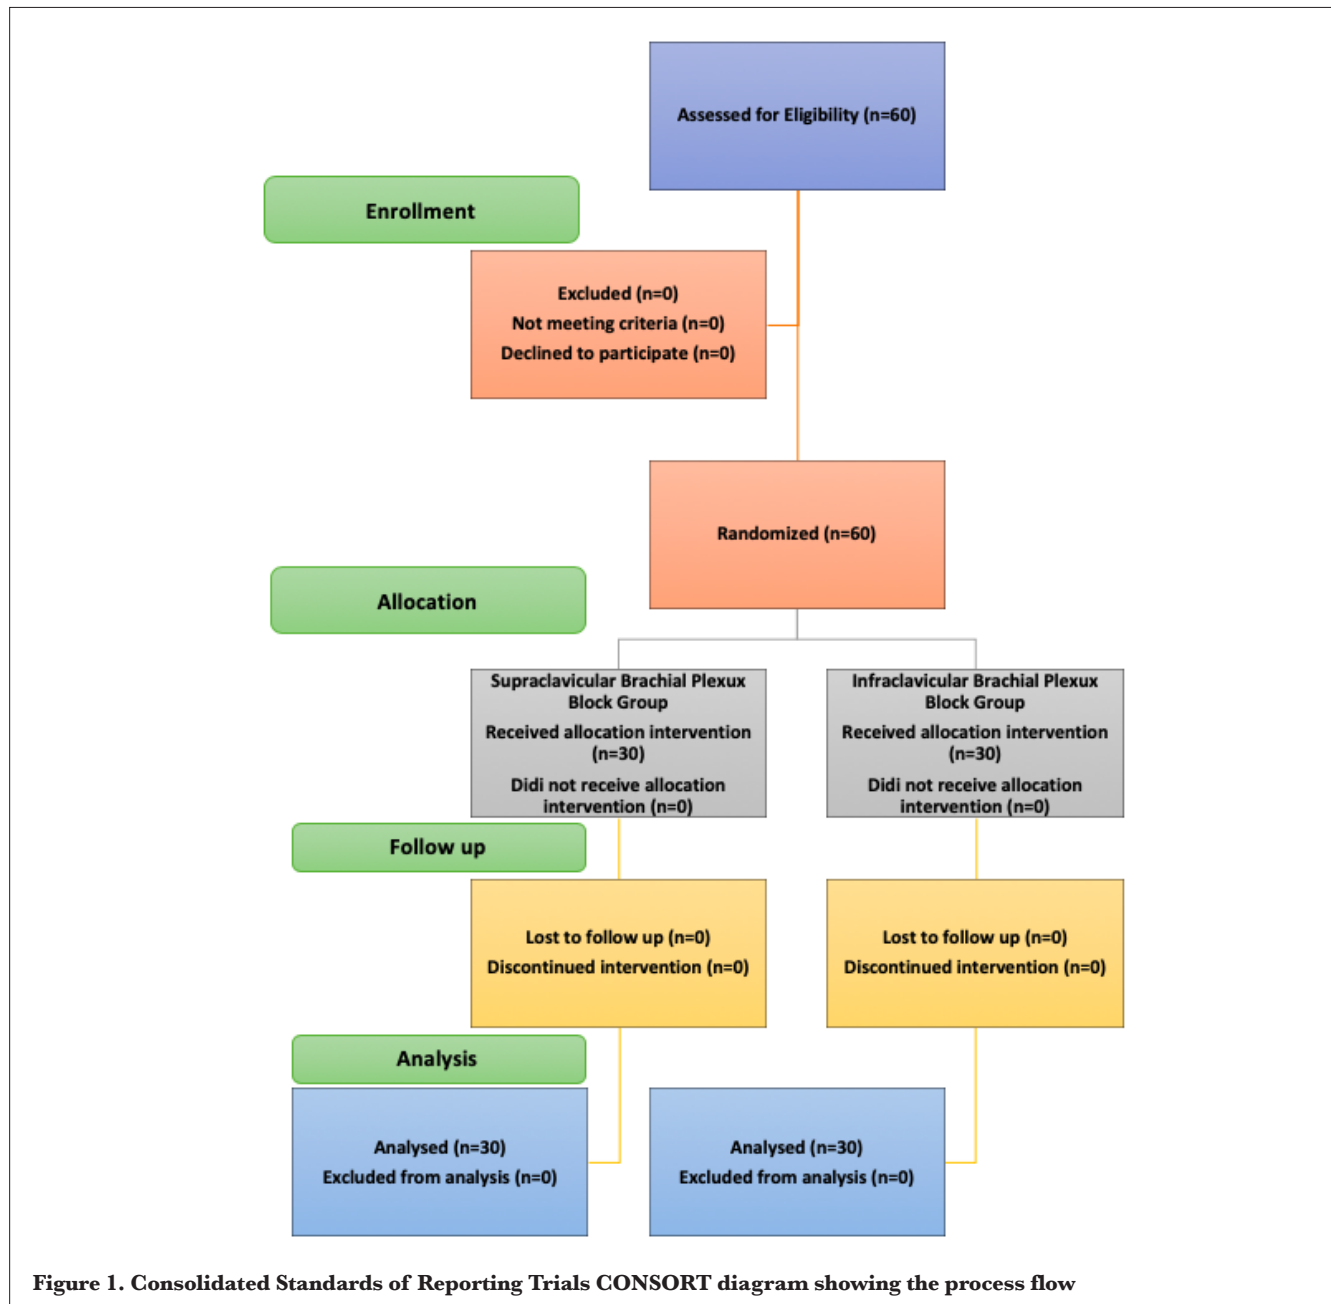 Assessed for Eligibility (n=60)
Enrollment
Excluded (n=0)
Not meeting criteria (n=0)
Declined to participate (n=0)
Randomized (n=60)
Allocation
Supraclavicular Brachial Plexux
Block Group
Received allocation intervention
(n=30)
Didi not receive allocation
intervention (n=0)
Infraclavicular Brachial Plexux
Block Group
Received allocation intervention
(n=30)
Didi not receive allocation
intervention (n=0)
Follow up
Lost to follow up (n=0)
Discontinued intervention (n=0)
Lost to follow up (n=0)
Discontinued intervention (n=0)
Analysis
Analysed (n=30)
Excluded from analysis (n=0)
Analysed (n=30)
Excluded from analysis (n=0)
Figure 1. Consolidated Standards of Reporting Trials CONSORT diagram showing the process flow